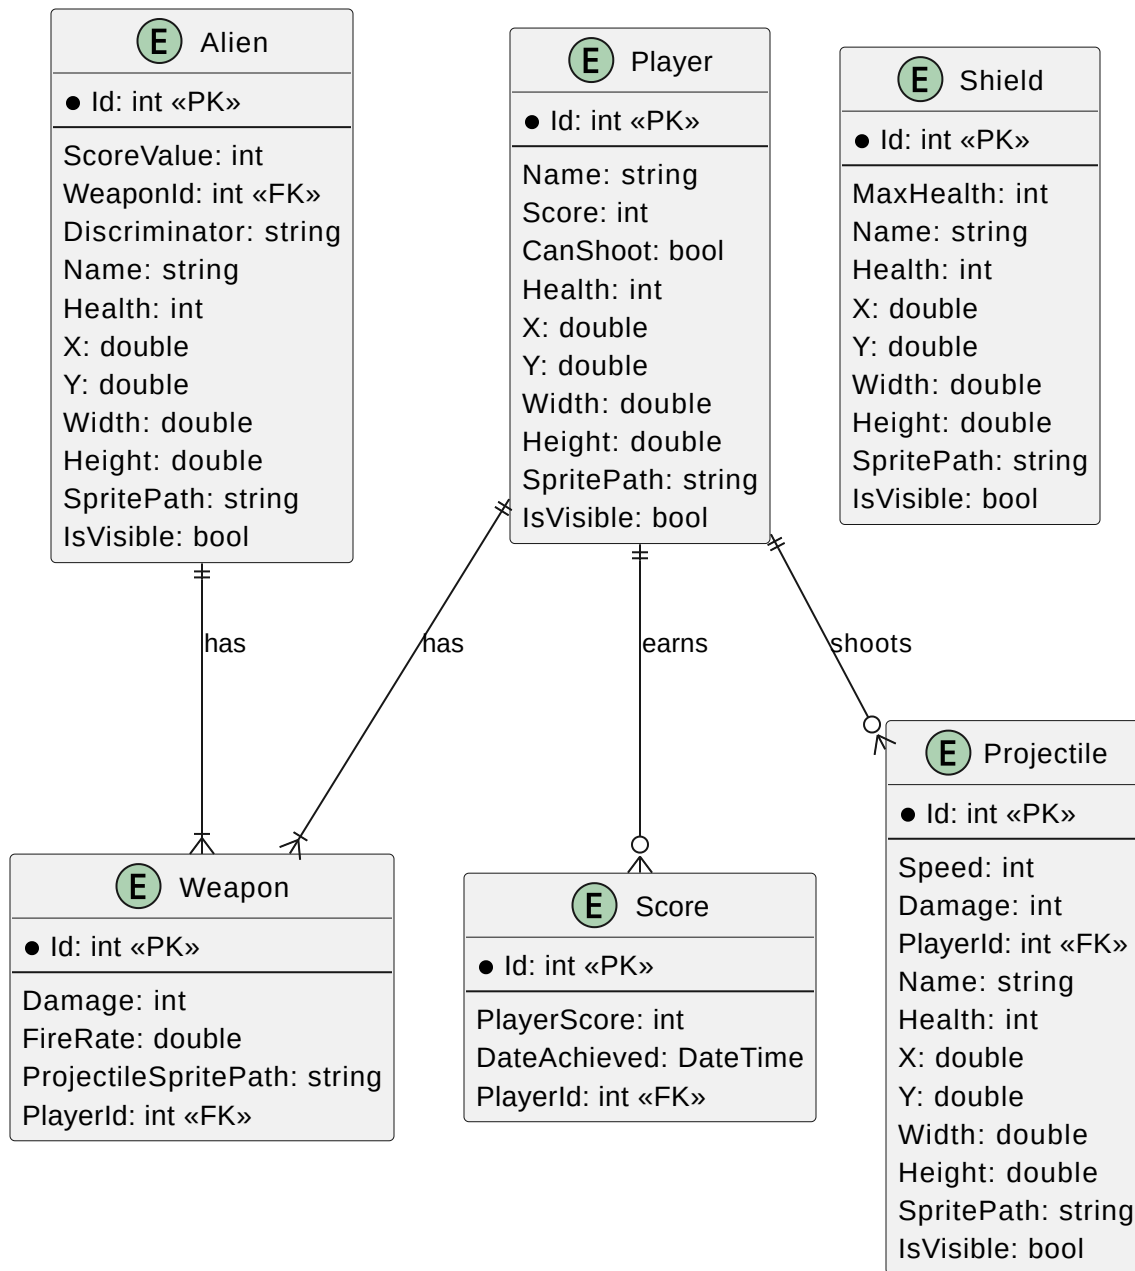 E Alien
Id: int «PK»
ScoreValue: int
WeaponId: int «FK»
Discriminator: string
Name: string
Health: int
X: double
Y: double
Width: double
Height: double
SpritePath: string
IsVisible: bool
E Player
Id: int «PK»
Name: string
Score: int
CanShoot: bool
Health: int
X: double
Y: double
Width: double
Height: double
SpritePath: string
IsVisible: bool
E Shield
Id: int «PK»
MaxHealth: int
Name: string
Health: int
X: double
Y: double
Width: double
Height: double
SpritePath: string
IsVisible: bool
has
has
earns
shoots
E Weapon
Id: int «PK»
Damage: int
FireRate: double
ProjectileSpritePath: string
PlayerId: int «FK»
E Score
Id: int «PK»
PlayerScore: int
DateAchieved: DateTime
PlayerId: int «FK»
E Projectile
Id: int «PK»
Speed: int
Damage: int
PlayerId: int «FK»
Name: string
Health: int
X: double
Y: double
Width: double
Height: double
SpritePath: string
IsVisible: bool